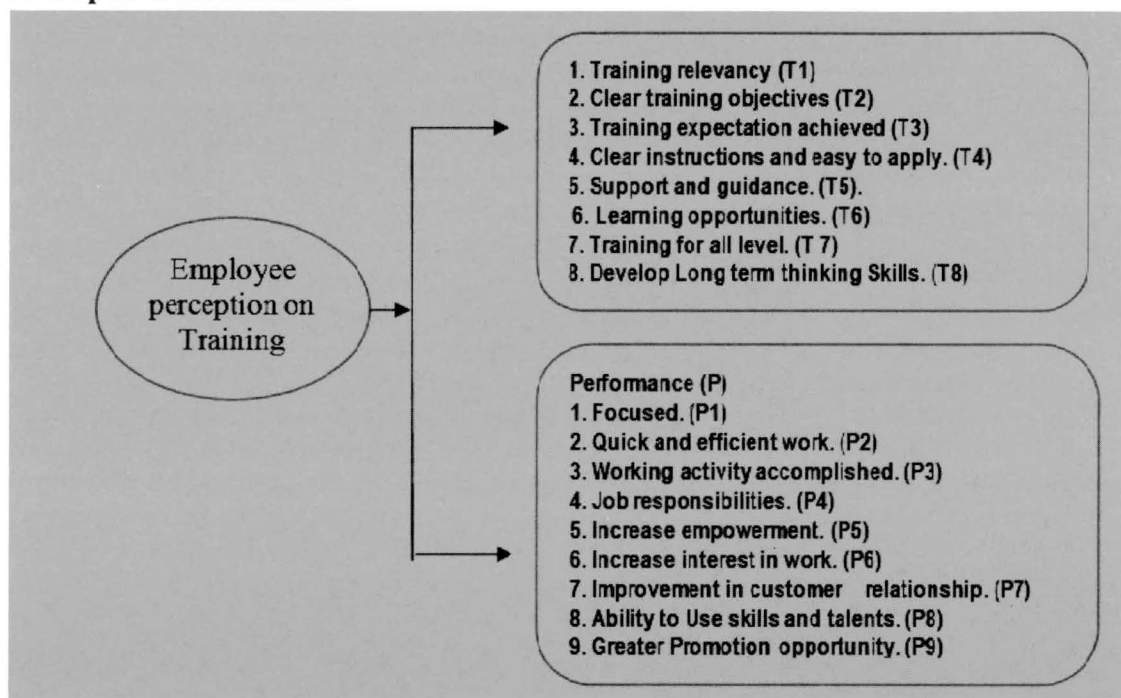 Employee
perception on
Training
1. Training relevancy (T1)
2. Clear training objectives (T2)
3. Training expectation achieved (T3)
4. Clear instructions and easy to apply. (T4)
5. Support and guidance. (T5).
6. Learning opportunities. (T6)
7. Training for all level. (T 7)
8. Develop Long term thinking Skills. (T8)
Performance (P)
1. Focused. (P1)
2. Quick and efficient work. (P2)
3. Working activity accomplished. (P3)
4. Job responsibilities. (P4)
5. Increase empowerment. (P5)
6. Increase interest in work. (P6)
7. Improvement in customer relationship. (P7)
8. Ability to Use skills and talents. (P8)
9. Greater Promotion opportunity. (P9)